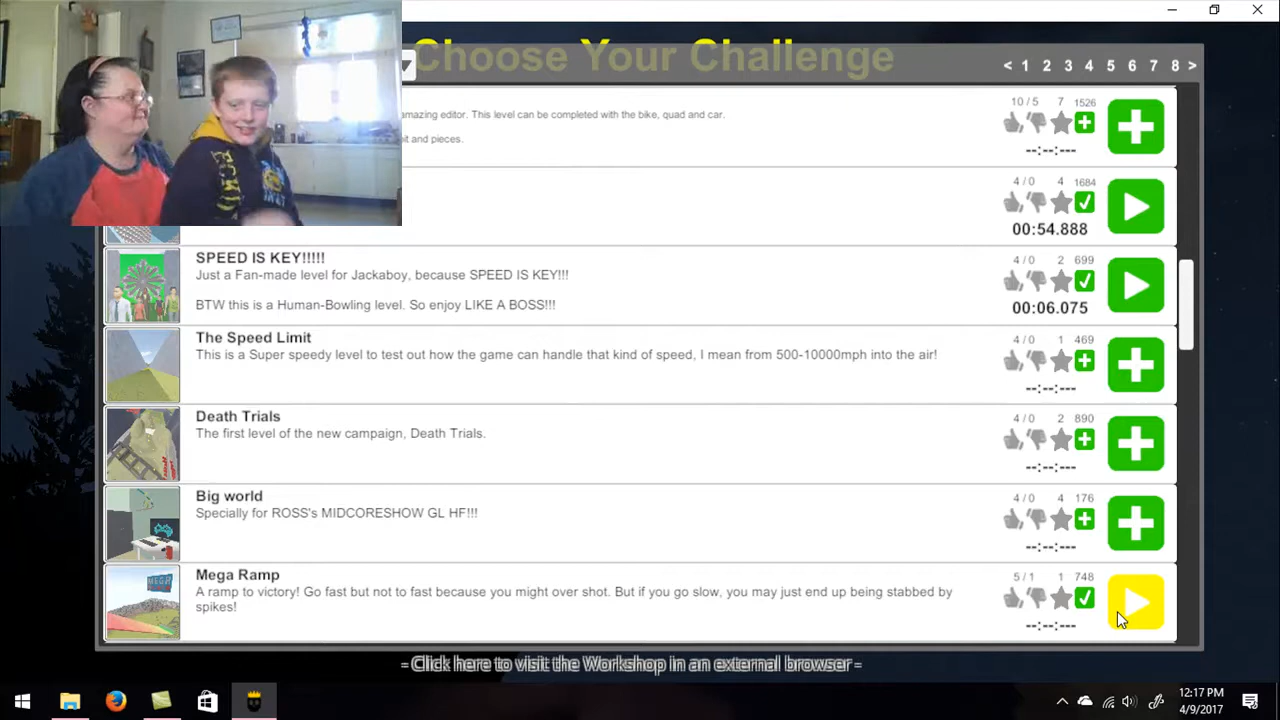 Choose Your Challenge
< 1 2 3 4 5 6 7 8 >
amazing editor. This level can be completed with the bike, quad and car.
and pieces.
10/5 7 1526
--:--:---
4/0 4 1684
00:54.888
SPEED IS KEY!!!!!
Just a Fan-made level for Jackaboy, because SPEED IS KEY!!!
BTW this is a Human-Bowling level. So enjoy LIKE A BOSS!!!
4/0 2 699
00:06.075
The Speed Limit
This is a Super speedy level to test out how the game can handle that kind of speed, I mean from 500-10000mph into the air!
4/0 1 469
--:--:---
Death Trials
The first level of the new campaign, Death Trials.
4/0 2 890
--:--:---
Big world
Specially for ROSS's MIDCORESHOW GL HF!!!
4/0 4 176
--:--:---
MEGA
Mega Ramp
A ramp to victory! Go fast but not to fast because you might over shot. But if you go slow, you may just end up being stabbed by
spikes!
5/1 1 748
--:--:---
=Click here to visit the Workshop in an external browser=
12:17 PM
4/9/2017